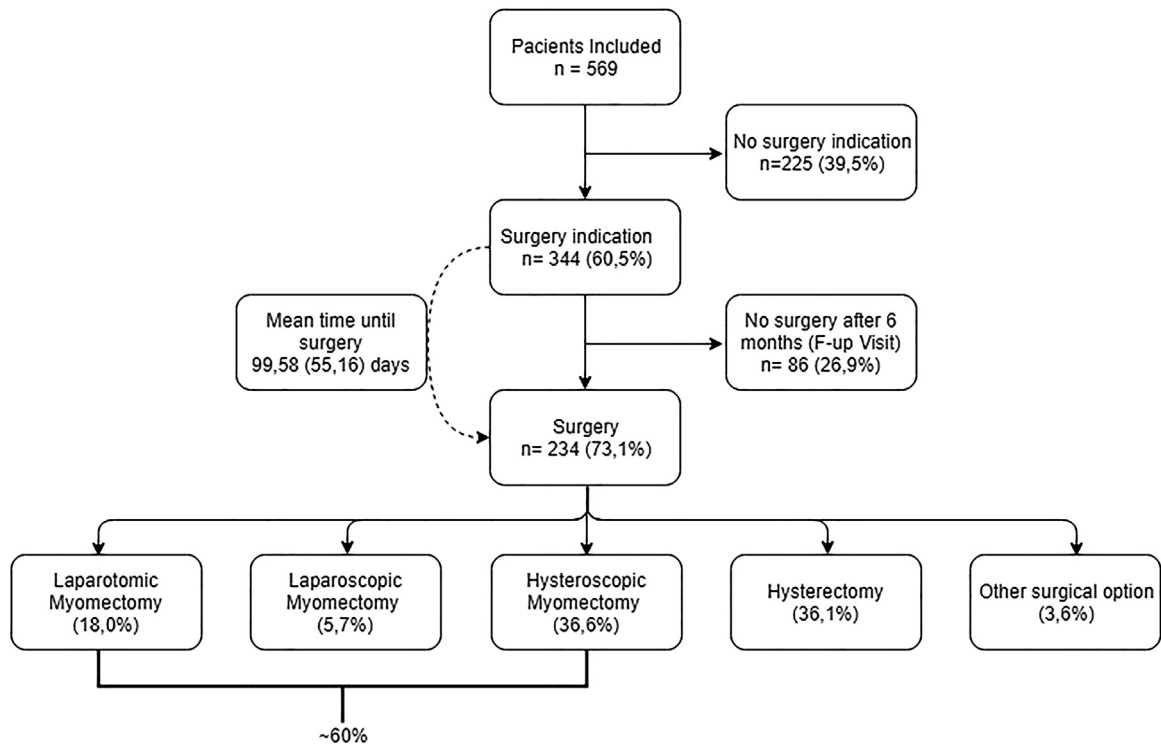 Pacients Included
n = 569
No surgery indication
n=225 (39,5%)
Surgery indication
n= 344 (60,5%)
Mean time until
surgery
99,58 (55,16) days
No surgery after 6
months (F-up Visit)
n= 86 (26,9%)
Surgery
n= 234 (73,1%)
Laparotomic
Myomectomy
(18,0%)
Laparoscopic
Myomectomy
(5,7%)
Hysteroscopic
Myomectomy
(36,6%)
Hysterectomy
(36,1%)
Other surgical option
(3,6%)
~60%